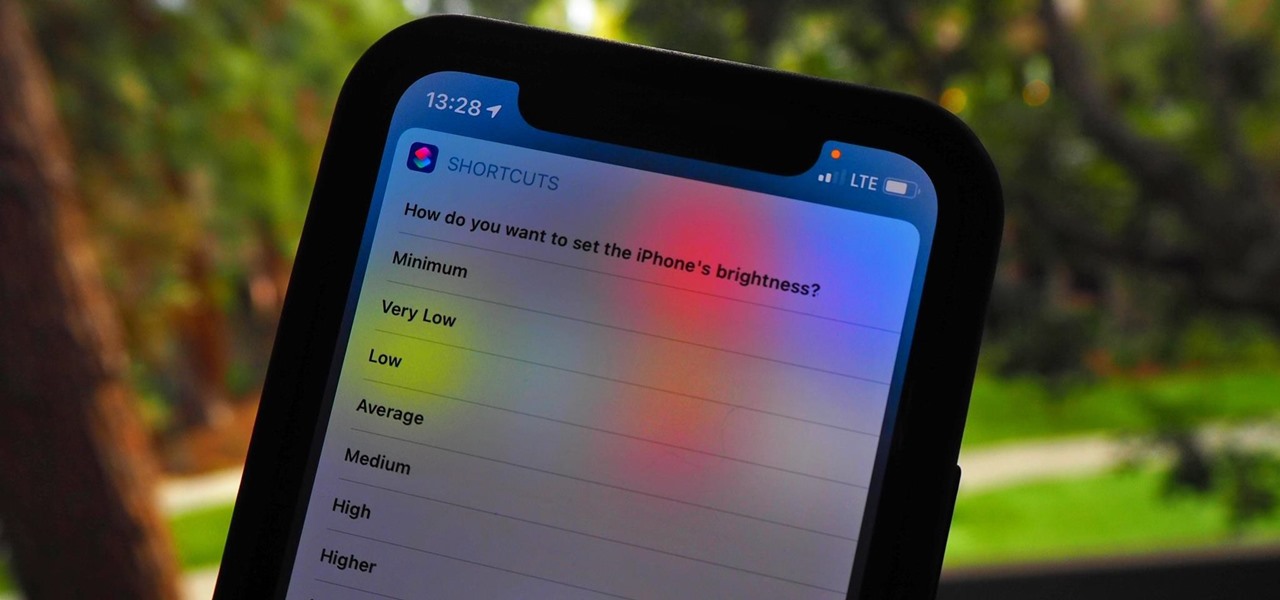 13:28
LTE
SHORTCUTS
How do you want to set the iPhone's brightness?
Minimum
Very Low
Low
Average
Medium
High
Higher